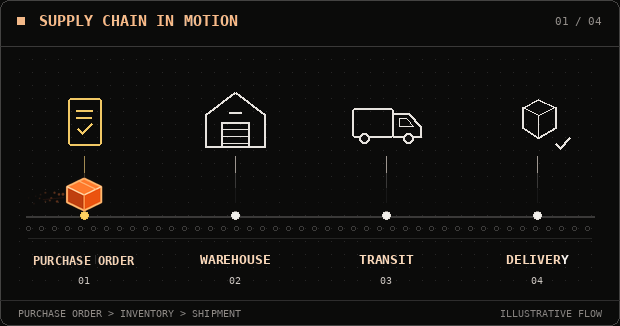 SUPPLY CHAIN IN MOTION
01 / 04
PURCHASE ORDER
WAREHOUSE
TRANSIT
DELIVERY
01
02
03
04
PURCHASE ORDER > INVENTORY > SHIPMENT
ILLUSTRATIVE FLOW